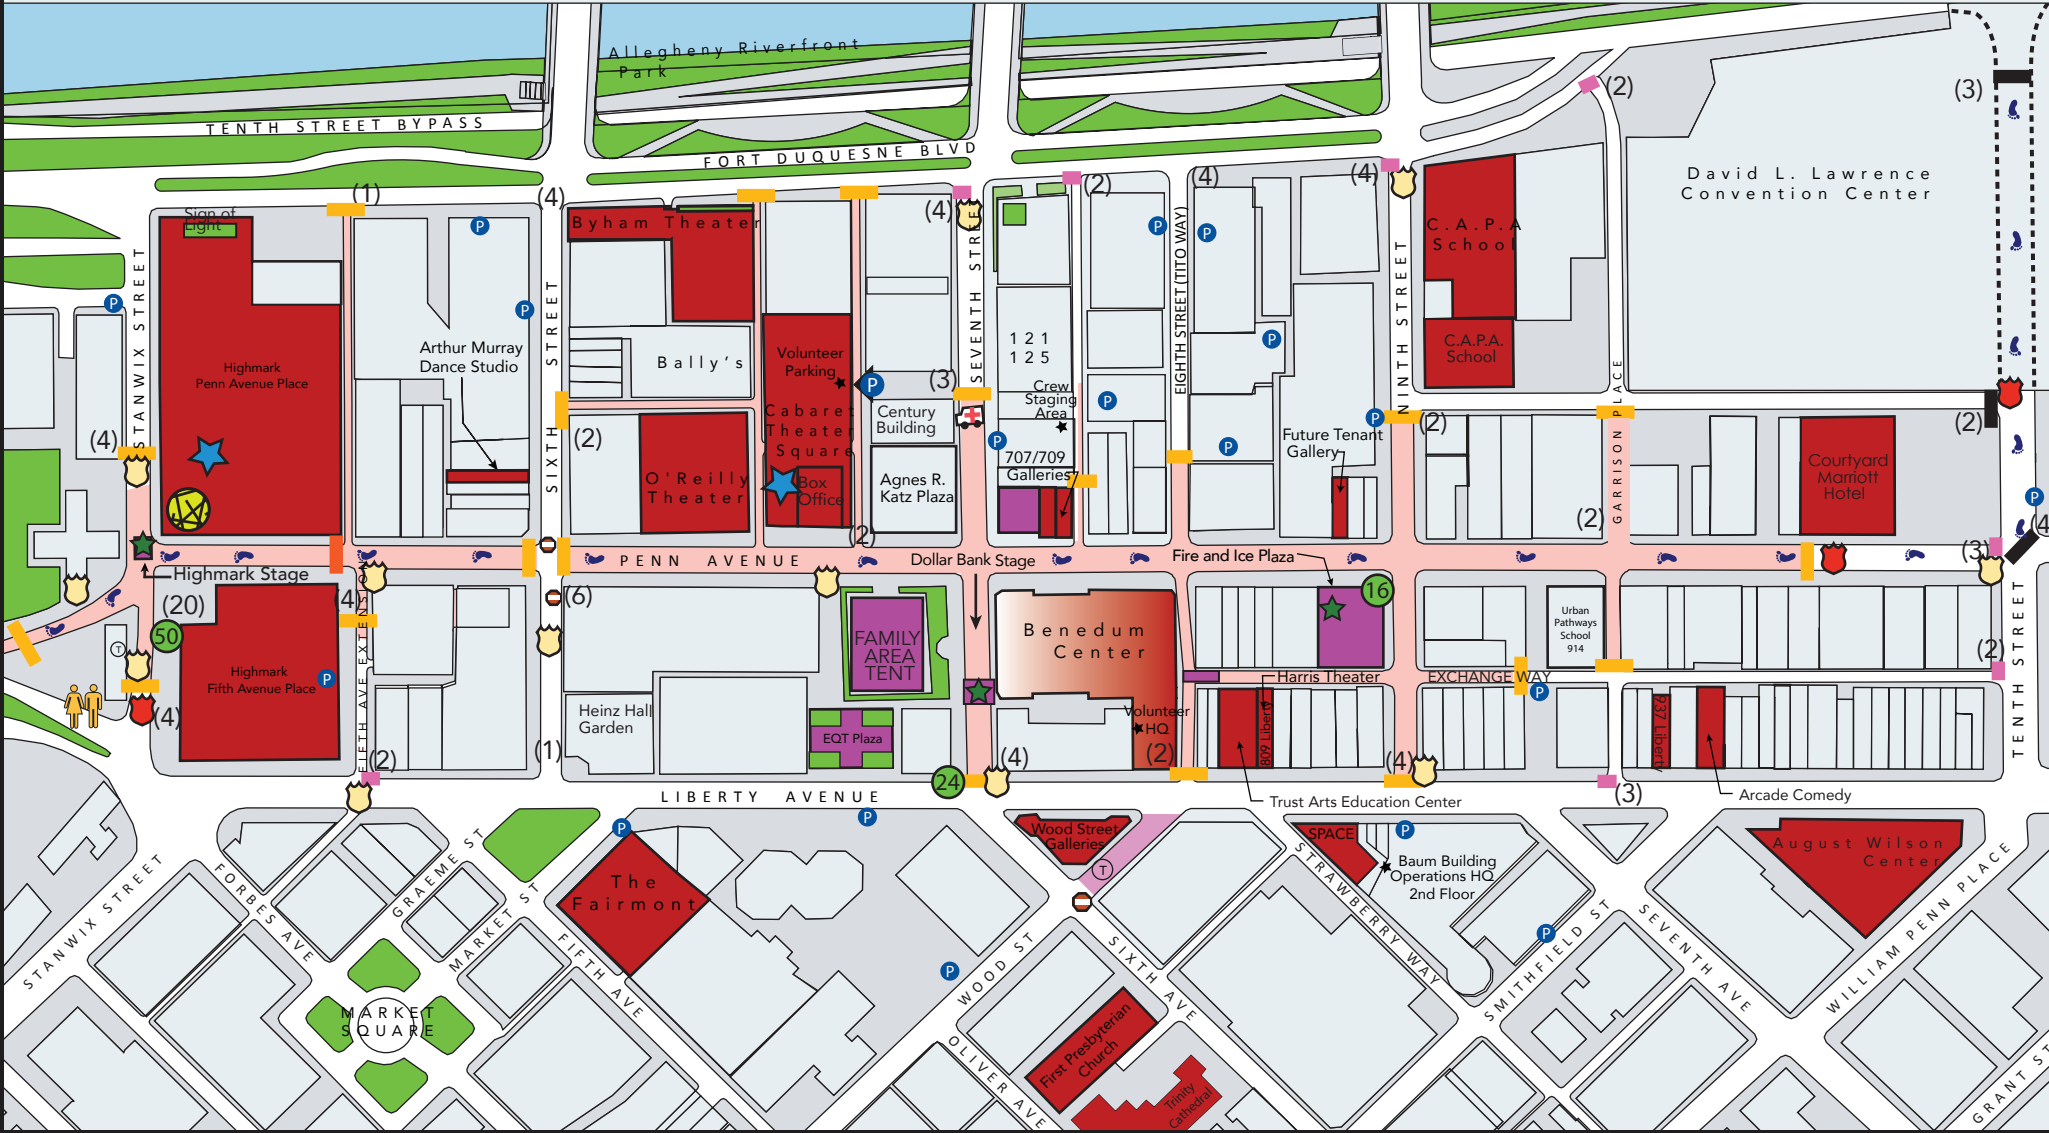 Allegheny Riverfront
Park
TENTH STREET BYPASS
FORT DUQUESNE BLVD
(3)
(2)
David L. Lawrence
Convention Center
(1)
(4)
(4)
(2)
(4)
(4)
Sign of
Light
P
Byham Theater
P
P
C.A.P.A
School
STANWIX STREET
SIXTH STREET
SEVENTH STREET
EIGHTH STREET (TITO WAY)
NINTH STREET
GARRISON PLACE
P
P
Arthur Murray
Dance Studio
Highmark
Penn Avenue Place
Bally's
Volunteer
Parking
P
121
125
P
C.A.P.A.
School
(3)
Crew
Staging
Area
P
Cabaret
Theater
Square
Century
Building
P
(2)
(2)
(4)
(2)
P
P
Future Tenant
Gallery
707/709
Galleries
O'Reilly
Theater
Box
Office
Agnes R.
Katz Plaza
Courtyard
Marriott
Hotel
P
(2)
(2)
(4)
(3)
PENN AVENUE
Dollar Bank Stage
Fire and Ice Plaza
Highmark Stage
(20)
(4)
(6)
16
50
FIFTH AVE EXTENSION
FAMILY
AREA
TENT
Benedum
Center
Urban
Pathways
School
914
T
Highmark
Fifth Avenue Place
P
(2)
TENTH STREET
Harris Theater
EXCHANGE WAY
P
(4)
Heinz Hall
Garden
EQT Plaza
Volunteer
HQ
809 Liberty
937 Liberty
(2)
(1)
(4)
(2)
(4)
24
(3)
LIBERTY AVENUE
Trust Arts Education Center
Arcade Comedy
P
P
Wood Street
Galleries
T
SPACE
P
Baum Building
Operations HQ
2nd Floor
August Wilson
Center
The
Fairmont
STANWIX STREET
FORBES AVE
GRAEME ST
MARKET ST
FIFTH AVE
P
WOOD ST
SIXTH AVE
STRAWBERRY WAY
P
SMITHFIELD ST
SEVENTH AVE
WILLIAM PENN PLACE
MARKET
SQUARE
OLIVER AVE
First Presbyterian
Church
Trinity
Cathedral
GRANT ST